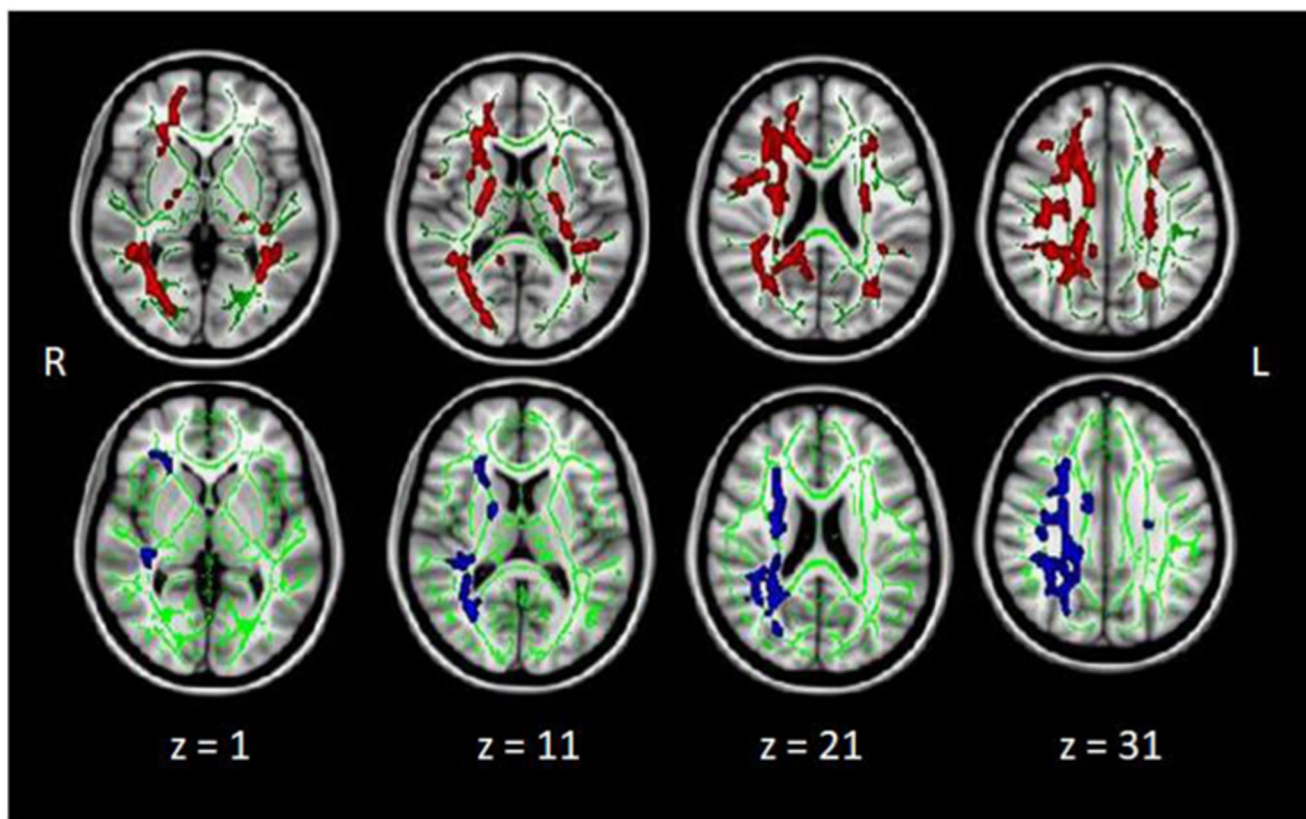 R
L
z = 1
z = 11
z = 21
z = 31